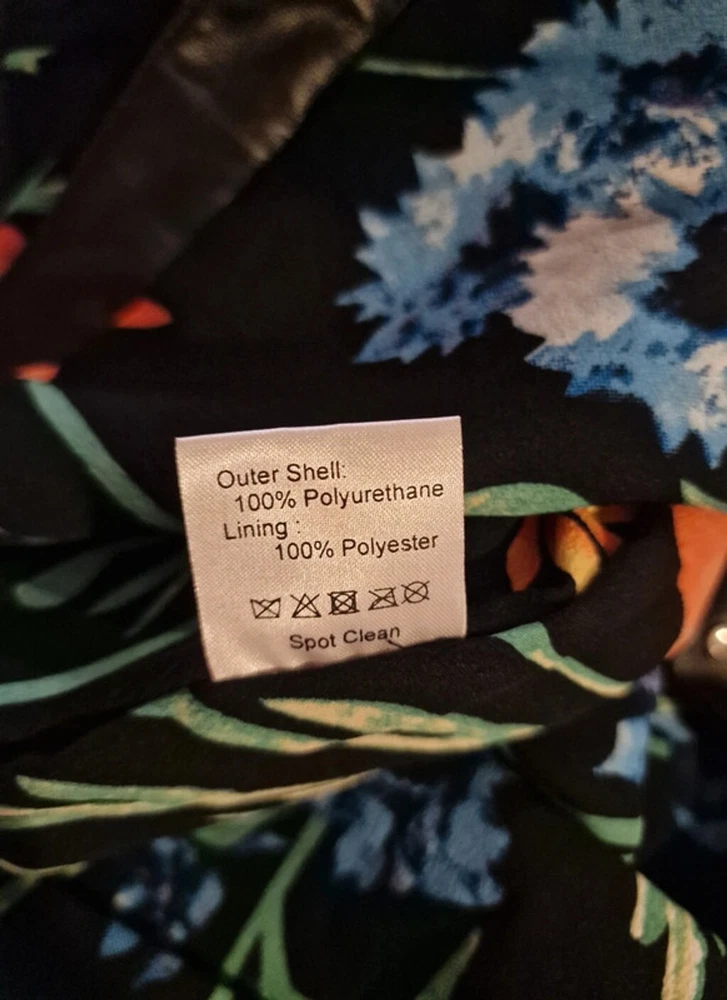 Outer Shell:
100% Polyurethane
Lining :
100% Polyester
Spot Clean